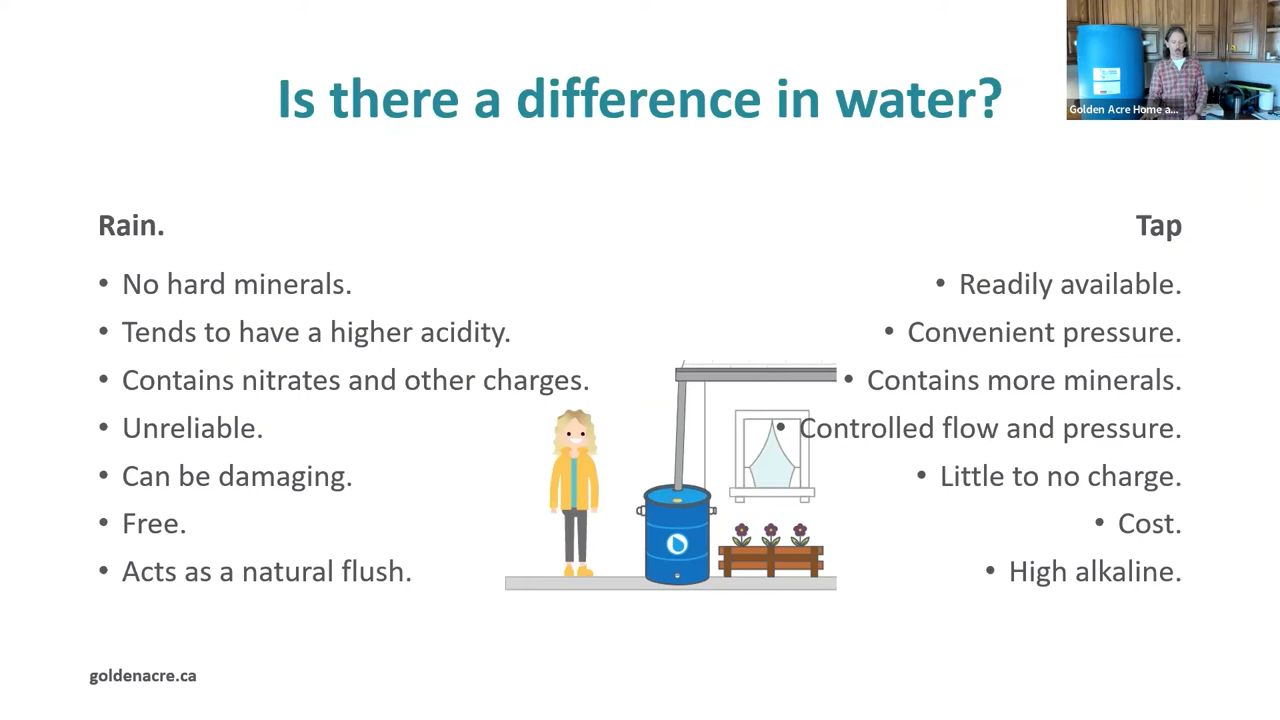 Is there a difference in water?
Golden Acre Home a...
Rain.
• No hard minerals.
• Tends to have a higher acidity.
• Contains nitrates and other charges.
• Unreliable.
• Can be damaging.
• Free.
• Acts as a natural flush.
Tap
• Readily available.
• Convenient pressure.
• Contains more minerals.
• Controlled flow and pressure.
• Little to no charge.
• Cost.
• High alkaline.
goldenacre.ca